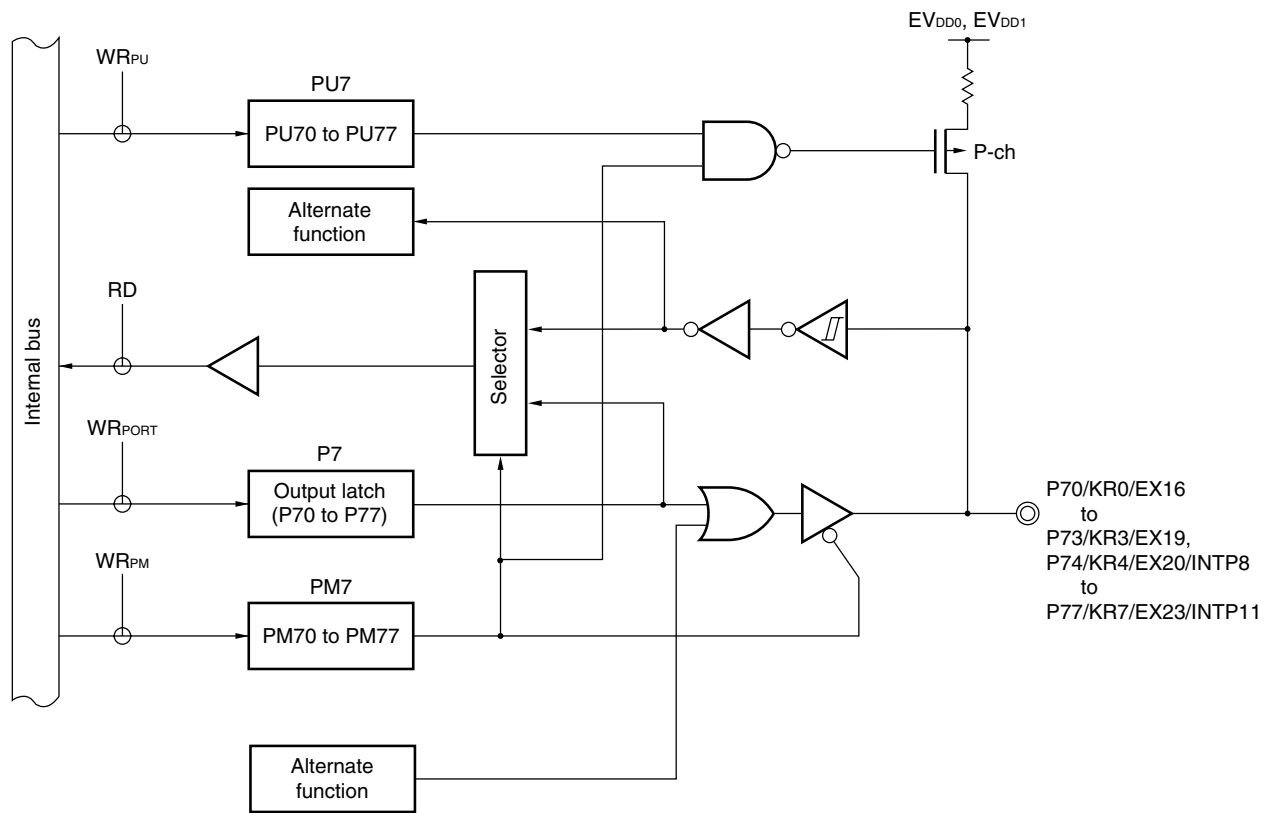 EVDD0, EVDD1
WRPU
PU7
PU70 to PU77
P-ch
Alternate
function
RD
Selector
Internal bus
WRPORT
P7
Output latch
(P70 to P77)
P70/KR0/EX16
to
P73/KR3/EX19,
P74/KR4/EX20/INTP8
to
P77/KR7/EX23/INTP11
WRPM
PM7
PM70 to PM77
Alternate
function